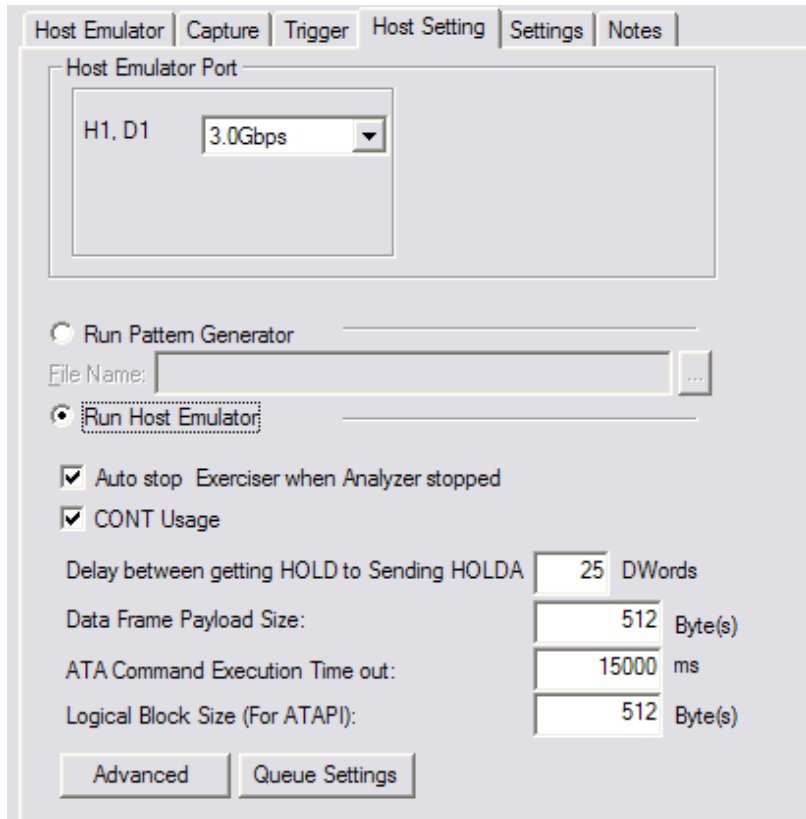 Host Emulator Capture Trigger Host Setting Settings Notes
Host Emulator Port
H1, D1 3.0Gbps
Run Pattern Generator
File Name: ...
Run Host Emulator
Auto stop Exerciser when Analyzer stopped
CONT Usage
Delay between getting HOLD to Sending HOLDA 25 DWords
Data Frame Payload Size: 512 Byte(s)
ATA Command Execution Time out: 15000 ms
Logical Block Size (For ATAPI): 512 Byte(s)
Advanced Queue Settings